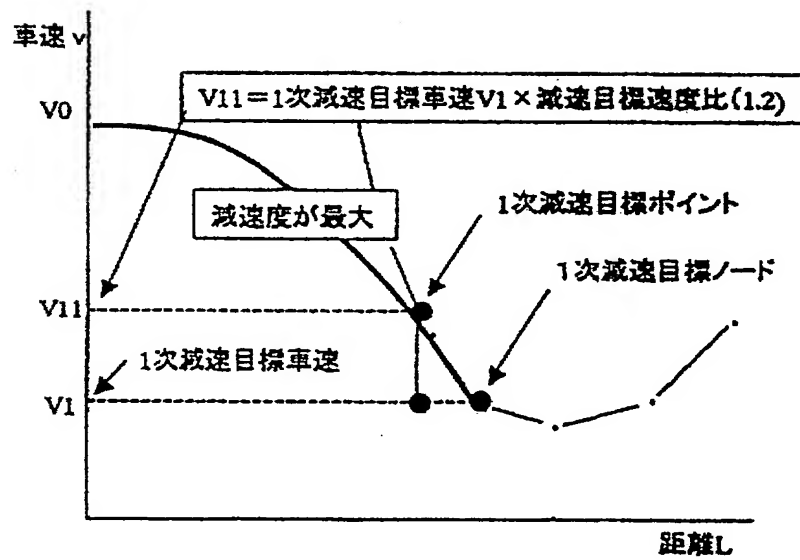 車速 v
V11＝1次減速目標車速V1×減速目標速度比(1.2)
V0
減速度が最大
1次減速目標ポイント
1次減速目標ノード
V11
1次減速目標車速
V1
距離L